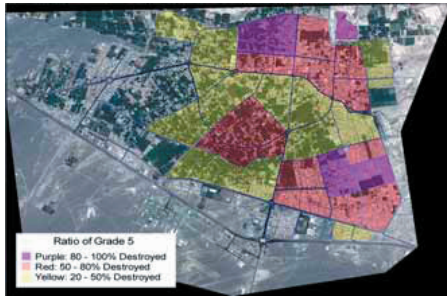 Ratio of Grade 5
Purple: 80 - 100% Destroyed
Red: 50 - 80% Destroyed
Yellow: 20 - 50% Destroyed